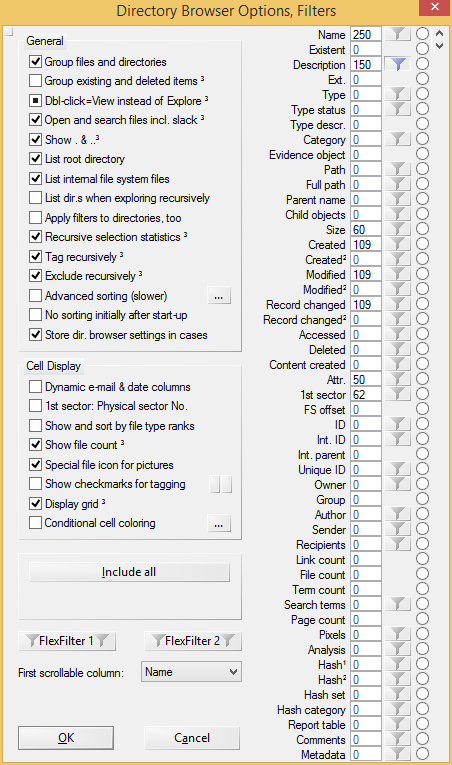 Directory Browser Options, Filters
General
Group files and directories
Group existing and deleted items ³
Dbl-click=View instead of Explore ³
Open and search files incl. slack ³
Show . & ..³
List root directory
List internal file system files
List dir.s when exploring recursively
Apply filters to directories, too
Recursive selection statistics ³
Tag recursively ³
Exclude recursively ³
Advanced sorting (slower) ...
No sorting initially after start-up
Store dir. browser settings in cases
Cell Display
Dynamic e-mail & date columns
1st sector: Physical sector No.
Show and sort by file type ranks
Show file count ³
Special file icon for pictures
Show checkmarks for tagging
Display grid ³
Conditional cell coloring ...
Include all
FlexFilter 1 FlexFilter 2
First scrollable column: Name
OK Cancel
Name 250
Existent 0
Description 150
Ext. 0
Type 0
Type status 0
Type descr. 0
Category 0
Evidence object 0
Path 0
Full path 0
Parent name 0
Child objects 0
Size 60
Created 109
Created² 0
Modified 109
Modified² 0
Record changed 109
Record changed² 0
Accessed 0
Deleted 0
Content created 0
Attr. 50
1st sector 62
FS offset 0
ID 0
Int. ID 0
Int. parent 0
Unique ID 0
Owner 0
Group 0
Author 0
Sender 0
Recipients 0
Link count 0
File count 0
Term count 0
Search terms 0
Page count 0
Pixels 0
Analysis 0
Hash¹ 0
Hash² 0
Hash set 0
Hash category 0
Report table 0
Comments 0
Metadata 0